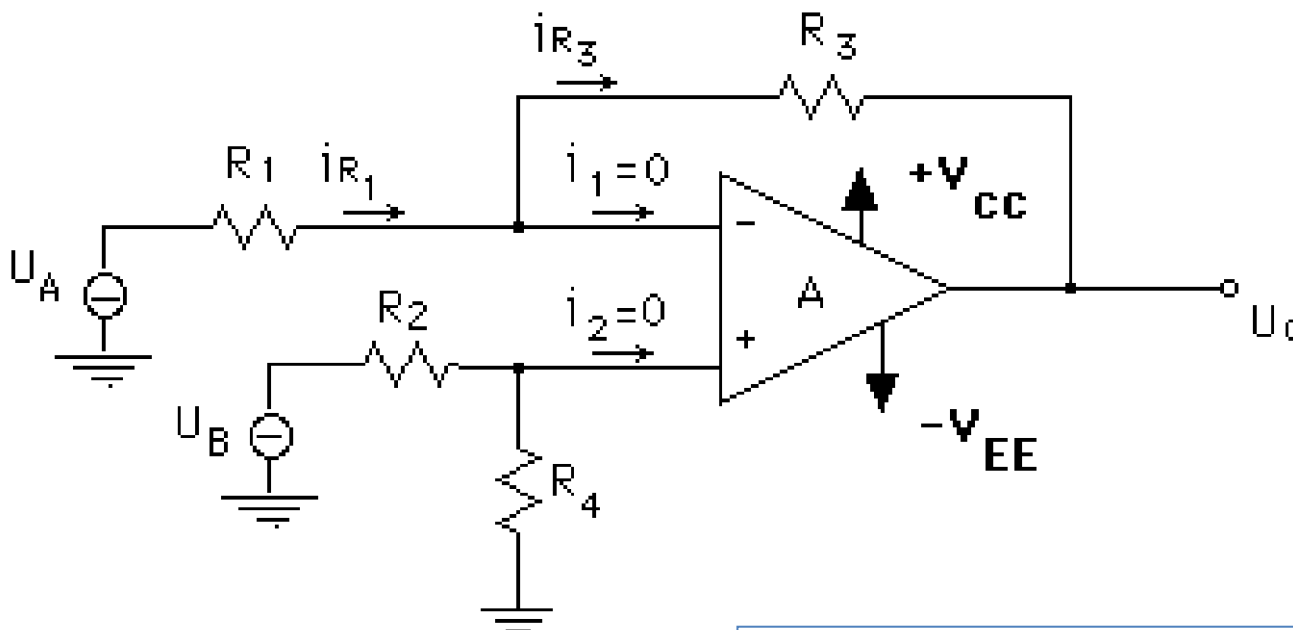 iR3
R3
R1
iR1
i1=0
+VCC
UA
-
A
R2
i2=0
+
UB
-VEE
R4